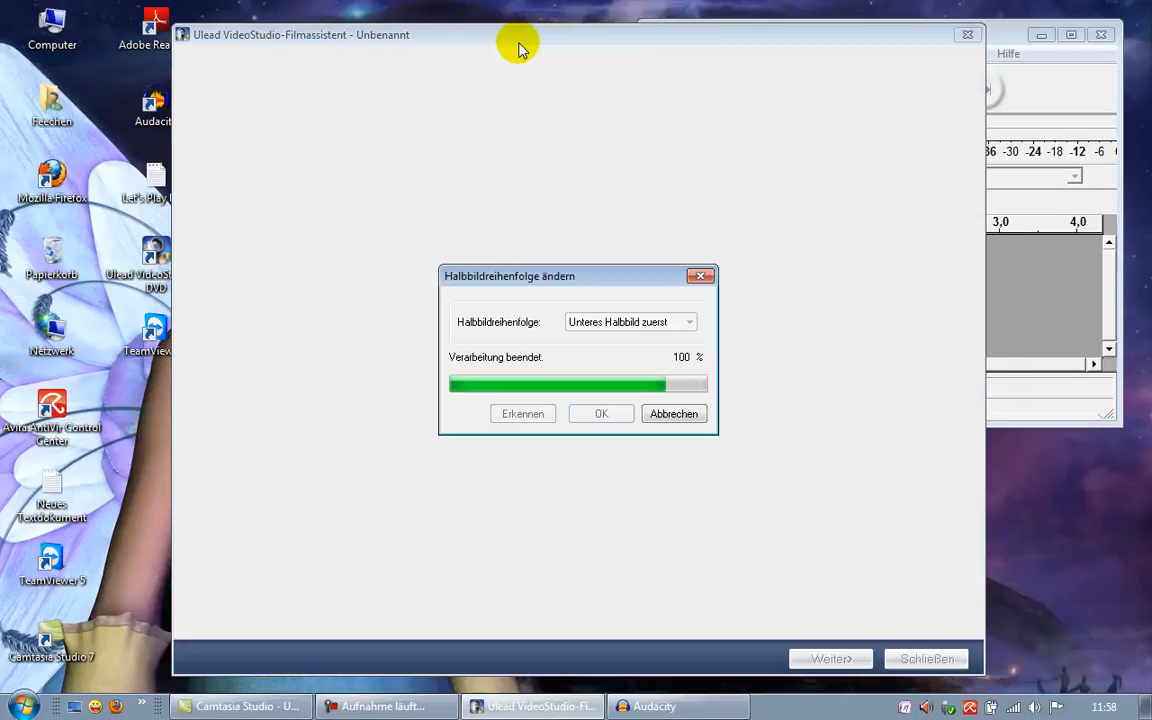 Computer
Adobe Rea
Feechen
Audacit
Mozilla Firefox
Let's Play
Papierkorb
Ulead VideoSt
DVD
Netzwerk
TeamView
Avira AntiVir Control
Center
Neues
Textdokument
TeamViewer 5
Camtasia Studio 7
Ulead VideoStudio-Filmassistent - Unbenannt
Hilfe
36 -30 -24 -18 -12 -6
3,0 4,0
Halbbildreihenfolge ändern
Halbbildreihenfolge: Unteres Halbbild zuerst
Verarbeitung beendet. 100 %
Erkennen OK Abbrechen
Weiter> Schließen
Camtasia Studio - U... Aufnahme läuft... Ulead VideoStudio-Fi... Audacity 11:58